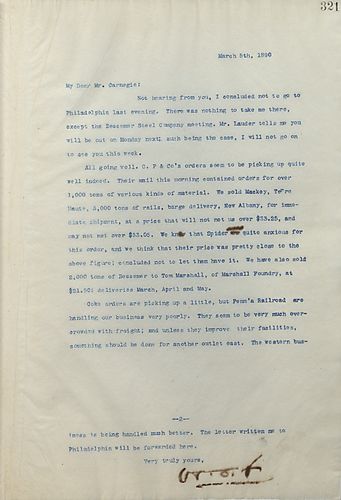 321
March 5th, 1890
My Dear Mr. Carnegie:
Not hearing from you, I concluded not to go to
Philadelphia last evening. There was nothing to take me there,
except the Bessemer Steel Company meeting. Mr. Lauder tells me you
will be out on Monday next; such being the case, I will not go on
to see you this week.
All going well. C. P & Co's orders seem to be picking up quite
well indeed. Their mail this morning contained orders for over
1,000 tons of various kinds of material. We sold Mackey, Terre
Haute, 3,000 tons of rails, barge delivery, New Albany, for imme-
diate shipment, at a price that will not net us over $33.25, and
may not net over $33.05. We know that Spider quite anxious for
this order, and we think that their price was pretty close to the
above figure; concluded not to let them have it. We have also sold
2,000 tons of Bessemer to Tom Marshall, of Marshall Foundry, at
$21.50; deliveries March, April and May.
Coke orders are picking up a little, but Penn'a Railroad are
handling our business very poorly. They seem to be very much over-
crowded with freight; and unless they improve their facilities,
something should be done for another outlet east. The western bus-
--2--
iness is being handled much better. The letter written me to
Philadelphia will be forwarded here.
Very truly yours,